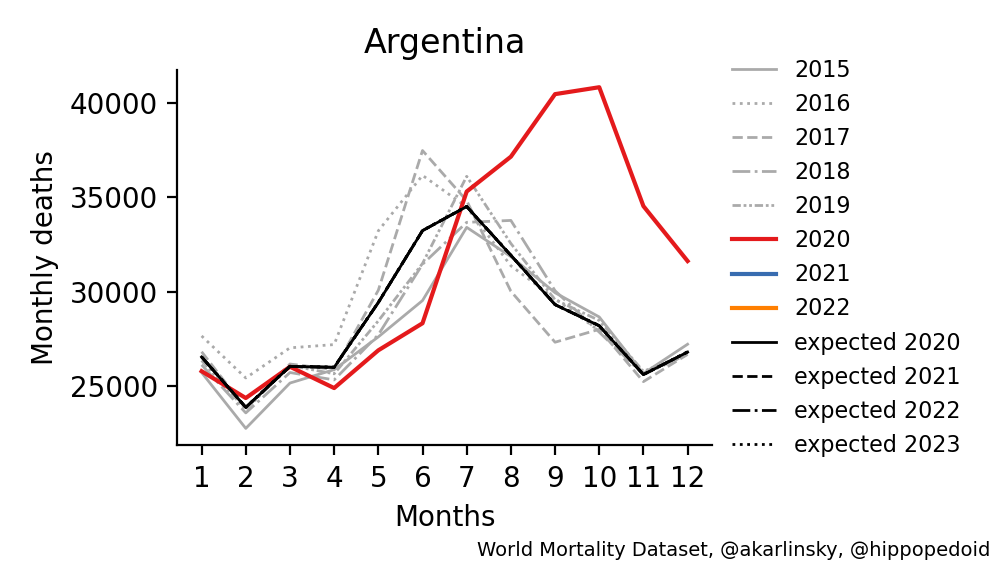 Argentina
Monthly deaths
40000
35000
30000
25000
1 2 3 4 5 6 7 8 9 10 11 12
Months
2015
2016
2017
2018
2019
2020
2021
2022
expected 2020
expected 2021
expected 2022
expected 2023
World Mortality Dataset, @akarlinsky, @hippopedoid